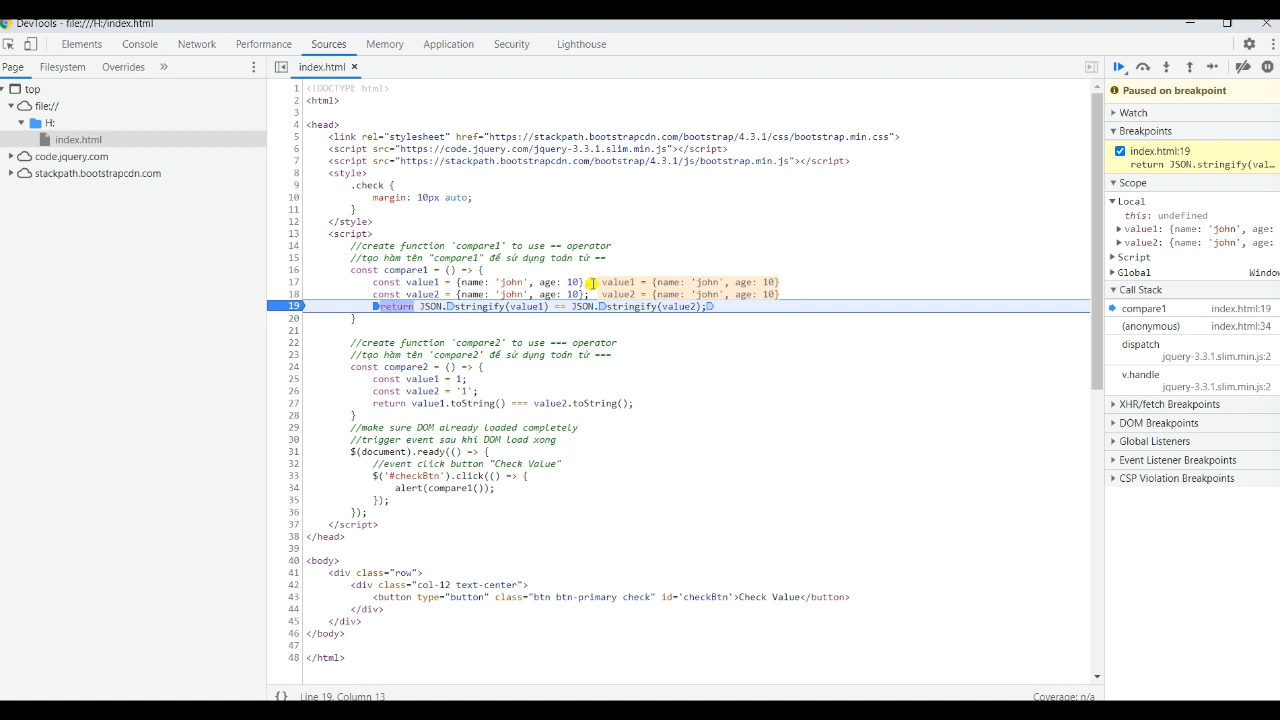 DevTools - file:///H:/index.html
Elements Console Network Performance Sources Memory Application Security Lighthouse
Page Filesystem Overrides »
index.html ×
top
file://
H:
index.html
code.jquery.com
stackpath.bootstrapcdn.com
1 <!DOCTYPE html>
2 <html>
3
4 <head>
5 <link rel="stylesheet" href="https://stackpath.bootstrapcdn.com/bootstrap/4.3.1/css/bootstrap.min.css">
6 <script src="https://code.jquery.com/jquery-3.3.1.slim.min.js"></script>
7 <script src="https://stackpath.bootstrapcdn.com/bootstrap/4.3.1/js/bootstrap.min.js"></script>
8 <style>
9 .check {
10 margin: 10px auto;
11 }
12 </style>
13 <script>
14 //create function 'compare1' to use == operator
15 //tạo hàm tên "compare1" để sử dụng toán tử ==
16 const compare1 = () => {
17 const value1 = {name: 'john', age: 10}; value1 = {name: "john", age: 10}
18 const value2 = {name: 'john', age: 10}; value2 = {name: "john", age: 10}
19 return JSON.stringify(value1) == JSON.stringify(value2);
20 }
21
22 //create function 'compare2' to use === operator
23 //tạo hàm tên 'compare2' để sử dụng toán tử ===
24 const compare2 = () => {
25 const value1 = 1;
26 const value2 = '1';
27 return value1.toString() === value2.toString();
28 }
29 //make sure DOM already loaded completely
30 //trigger event sau khi DOM load xong
31 $(document).ready(() => {
32 //event click button "Check Value"
33 $('#checkBtn').click(() => {
34 alert(compare1());
35 });
36 });
37 </script>
38 </head>
39
40 <body>
41 <div class="row">
42 <div class="col-12 text-center">
43 <button type="button" class="btn btn-primary check" id='checkBtn'>Check Value</button>
44 </div>
45 </div>
46 </body>
47
48 </html>
{} Line 19, Column 13
Coverage: n/a
Paused on breakpoint
Watch
Breakpoints
index.html:19
return JSON.stringify(val…
Scope
Local
this: undefined
value1: {name: 'john', age:
value2: {name: 'john', age:
Script
Global Window
Call Stack
compare1 index.html:19
(anonymous) index.html:34
dispatch
jquery-3.3.1.slim.min.js:2
v.handle
jquery-3.3.1.slim.min.js:2
XHR/fetch Breakpoints
DOM Breakpoints
Global Listeners
Event Listener Breakpoints
CSP Violation Breakpoints